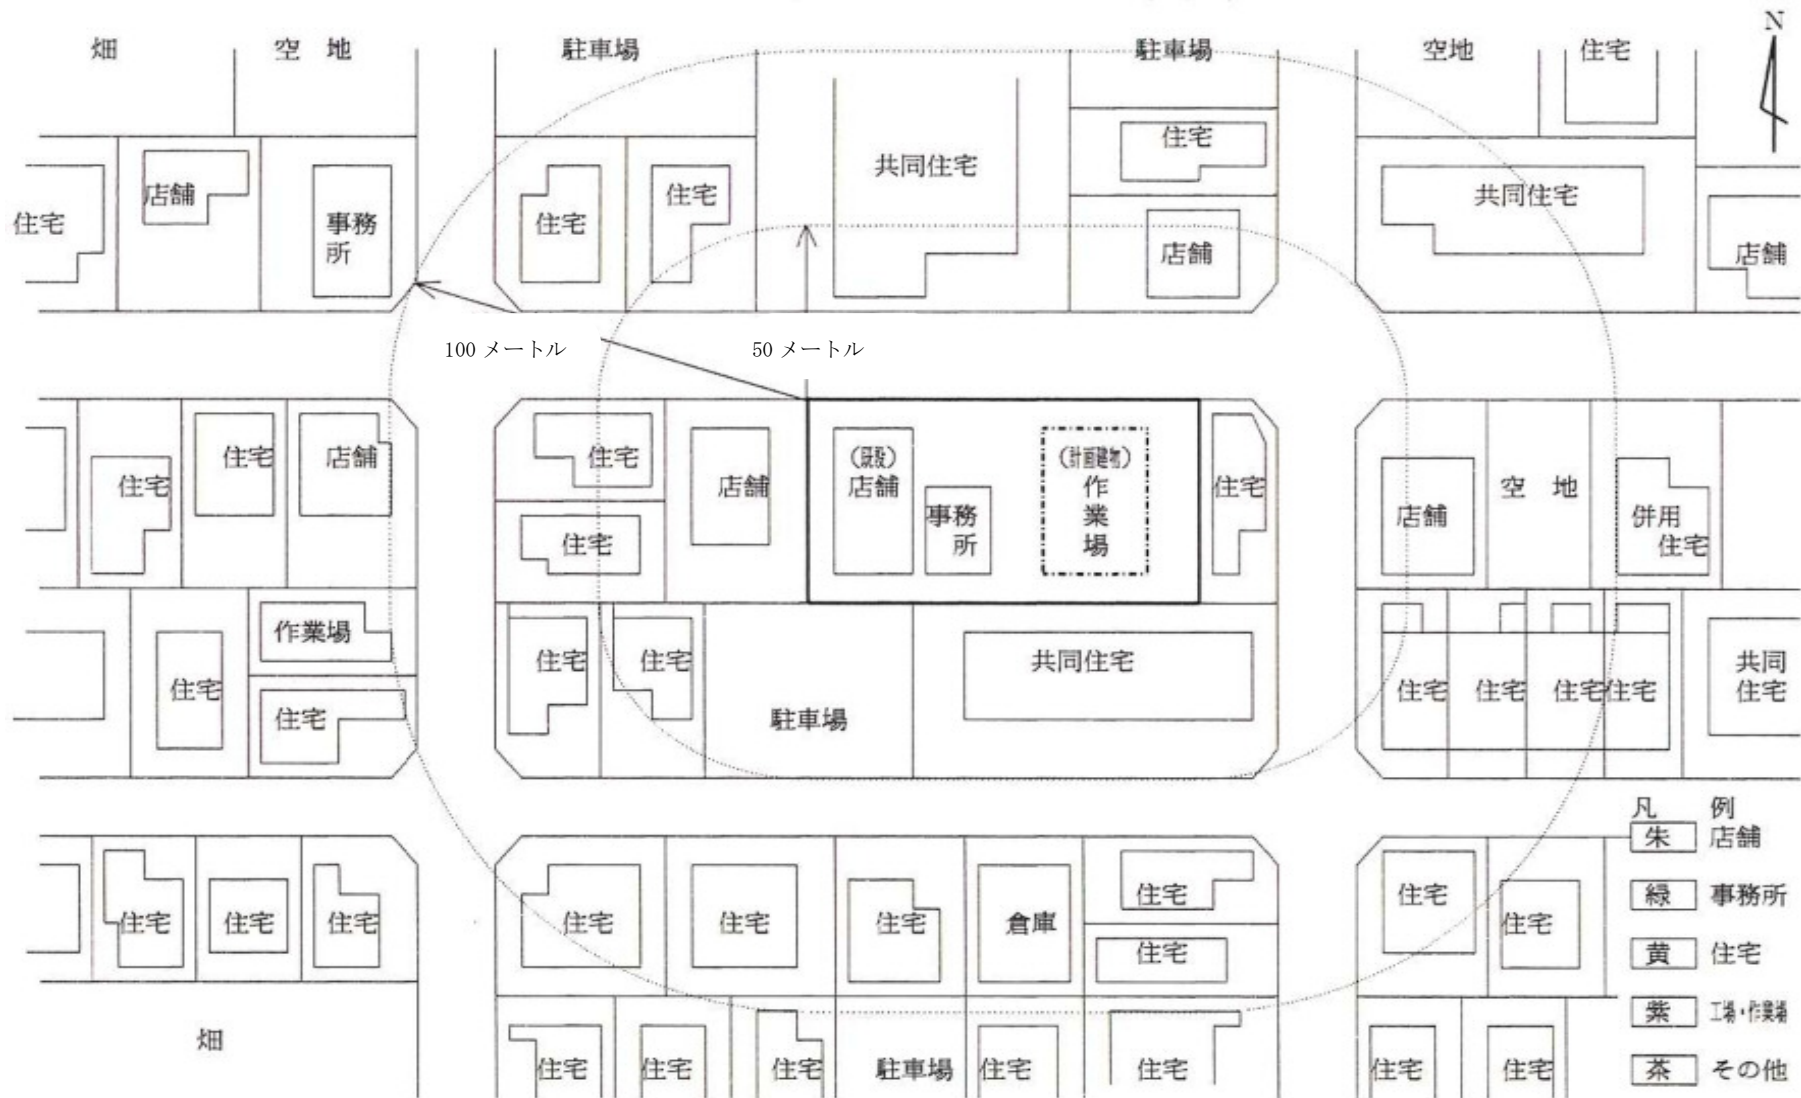 N
畑
空 地
駐車場
駐車場
空地
住宅
住宅
店舗
事務
所
住宅
住宅
共同住宅
住宅
店舗
共同住宅
店舗
100 メートル
50 メートル
住宅
住宅
店舗
住宅
住宅
店舗
(既設)
店舗
事務
所
(計画建物)
作
業
場
住宅
店舗
空 地
併用
住宅
作業場
住宅
住宅
住宅
住宅
駐車場
共同住宅
住宅
住宅
住宅
住宅
共同
住宅
住宅
住宅
住宅
住宅
住宅
住宅
倉庫
住宅
住宅
住宅
住宅
畑
住宅
住宅
住宅
駐車場
住宅
住宅
住宅
住宅
凡 例
朱 店舗
緑 事務所
黄 住宅
紫 工場・作業場
茶 その他